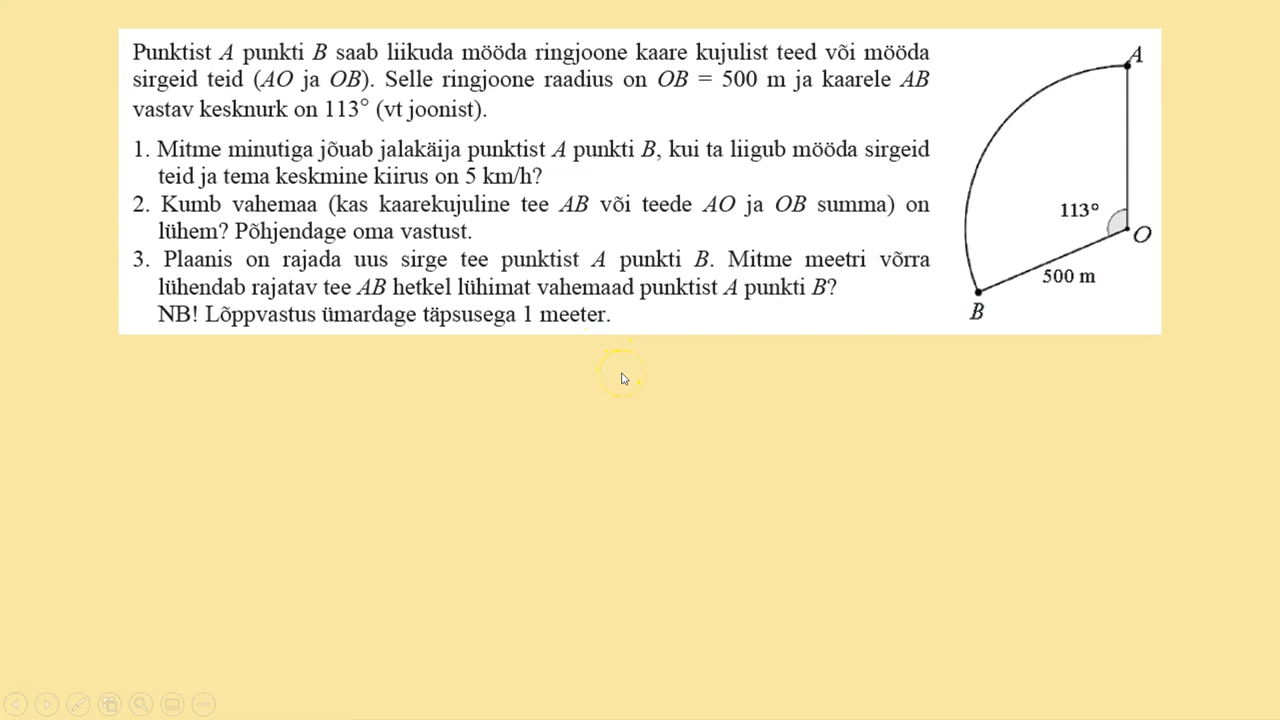 Punktist A punkti B saab liikuda mööda ringjoone kaare kujulist teed või mööda
sirgeid teid (AO ja OB). Selle ringjoone raadius on OB = 500 m ja kaarele AB
vastav kesknurk on 113° (vt joonist).
1. Mitme minutiga jõuab jalakäija punktist A punkti B, kui ta liigub mööda sirgeid
teid ja tema keskmine kiirus on 5 km/h?
2. Kumb vahemaa (kas kaarekujuline tee AB või teede AO ja OB summa) on
lühem? Põhjendage oma vastust.
3. Plaanis on rajada uus sirge tee punktist A punkti B. Mitme meetri võrra
lühendab rajatav tee AB hetkel lühimat vahemaad punktist A punkti B?
NB! Lõppvastus ümardage täpsusega 1 meeter.
A
113°
O
500 m
B